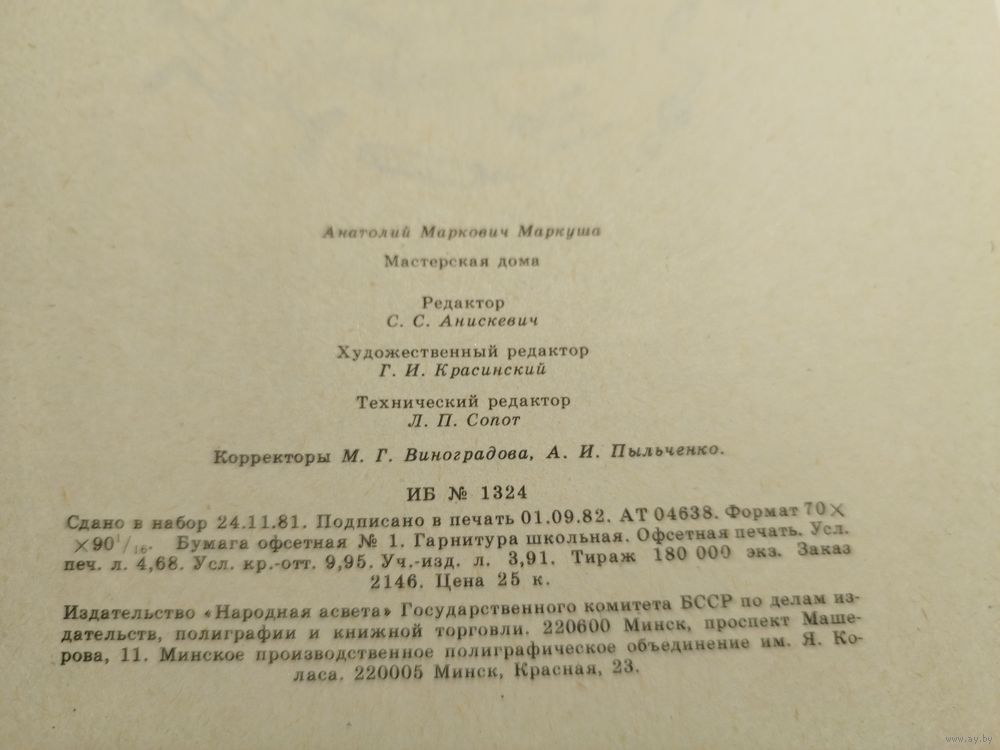 Анатолий Маркович Маркуша
Мастерская дома
Редактор
С. С. Анискевич
Художественный редактор
Г. И. Красинский
Технический редактор
Л. П. Сопот
Корректоры М. Г. Виноградова, А. И. Пыльченко.
ИБ № 1324
Сдано в набор 24.11.81. Подписано в печать 01.09.82. АТ 04638. Формат 70×
×90¹/₁₆. Бумага офсетная № 1. Гарнитура школьная. Офсетная печать. Усл.
печ. л. 4,68. Усл. кр.-отт. 9,95. Уч.-изд. л. 3,91. Тираж 180 000 экз. Заказ
2146. Цена 25 к.
Издательство «Народная асвета» Государственного комитета БССР по делам из-
дательств, полиграфии и книжной торговли. 220600 Минск, проспект Маше-
рова, 11. Минское производственное полиграфическое объединение им. Я. Ко-
ласа. 220005 Минск, Красная, 23.
www.ay.by